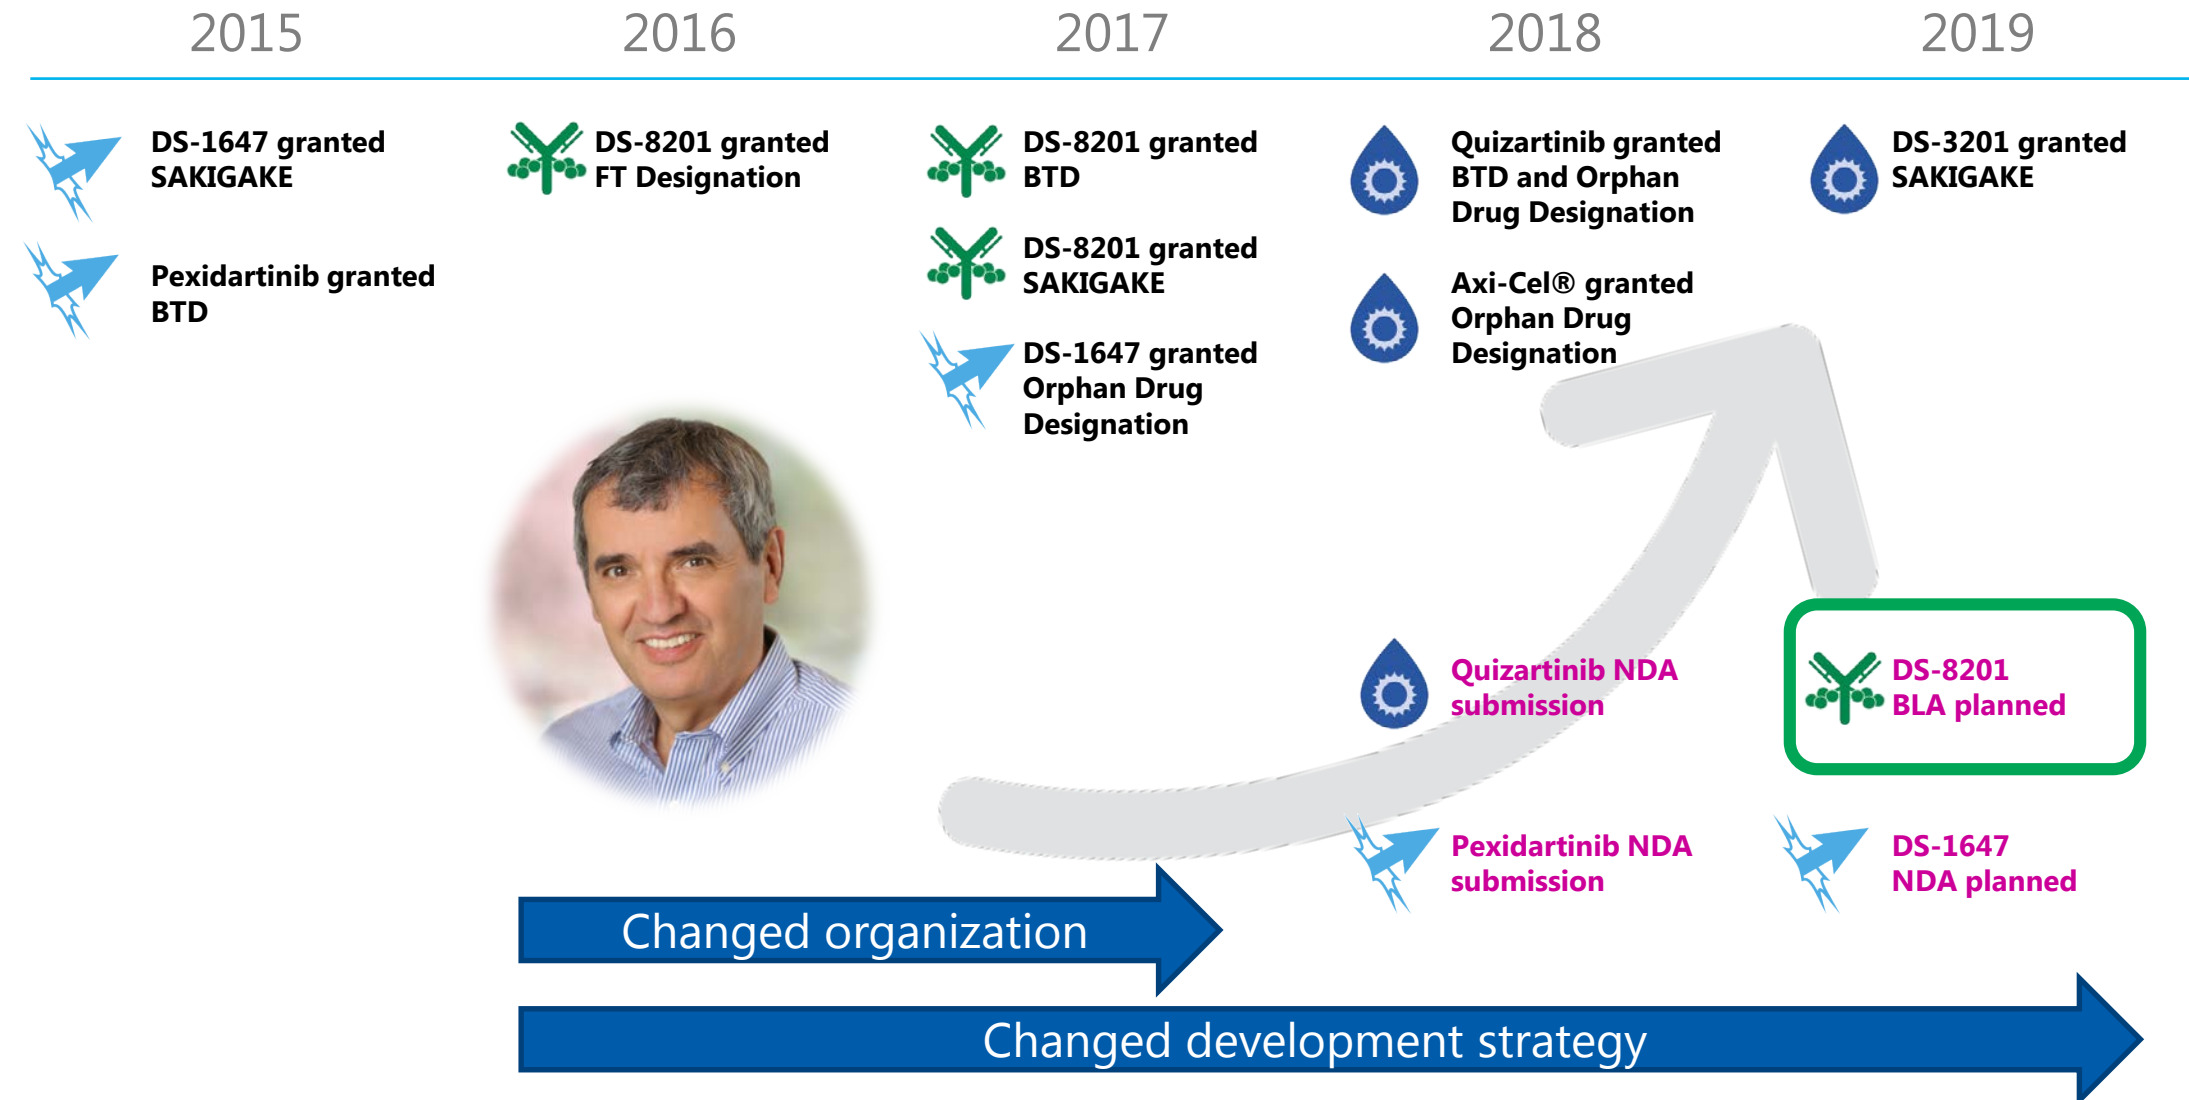 2015
2016
2017
2018
2019
DS-1647 granted
SAKIGAKE
Pexidartinib granted
BTD
DS-8201 granted
FT Designation
DS-8201 granted
BTD
DS-8201 granted
SAKIGAKE
DS-1647 granted
Orphan Drug
Designation
Quizartinib granted
BTD and Orphan
Drug Designation
Axi-Cel® granted
Orphan Drug
Designation
DS-3201 granted
SAKIGAKE
Quizartinib NDA
submission
DS-8201
BLA planned
Pexidartinib NDA
submission
DS-1647
NDA planned
Changed organization
Changed development strategy